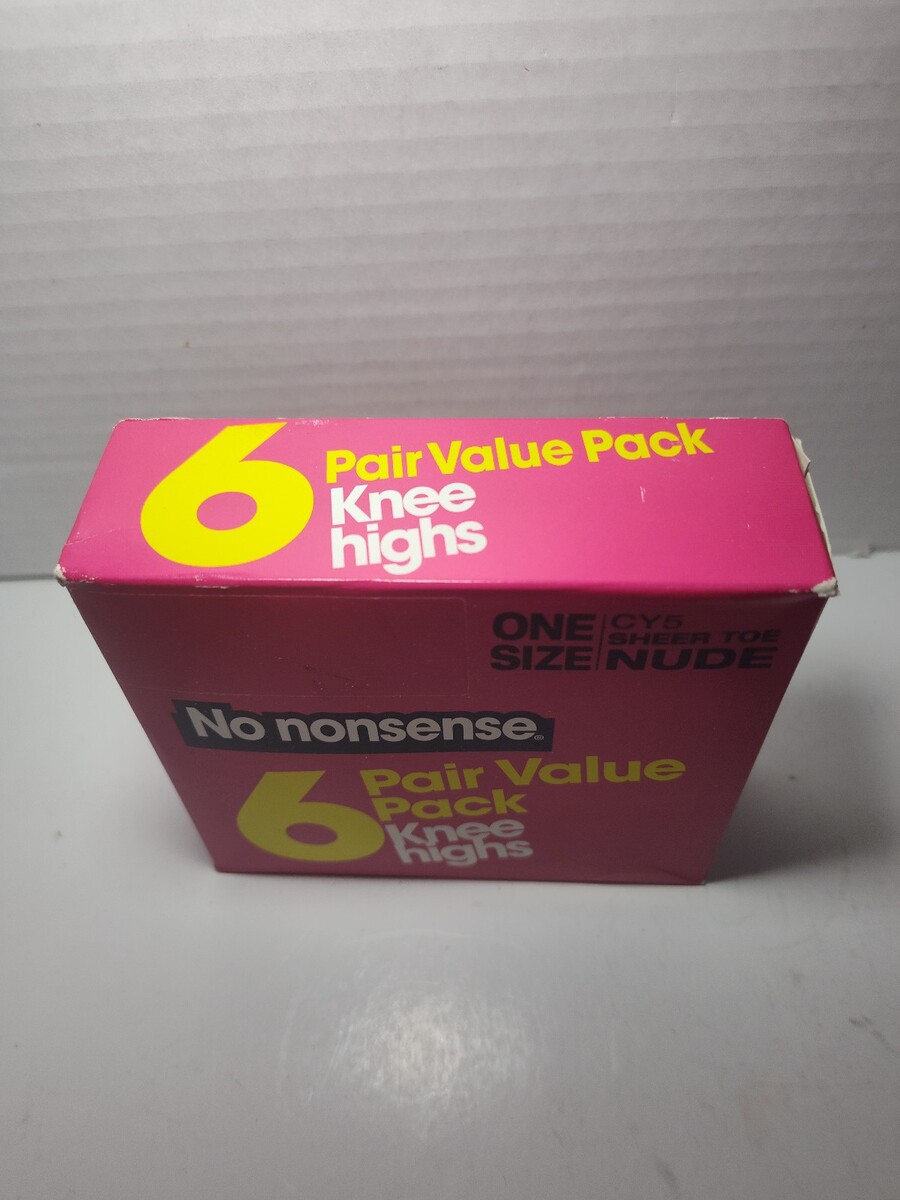 6 Pair Value Pack
Knee
highs
ONE
SIZE
CY5
SHEER TOE
NUDE
No nonsense®
6 Pair Value
Pack
Knee
highs